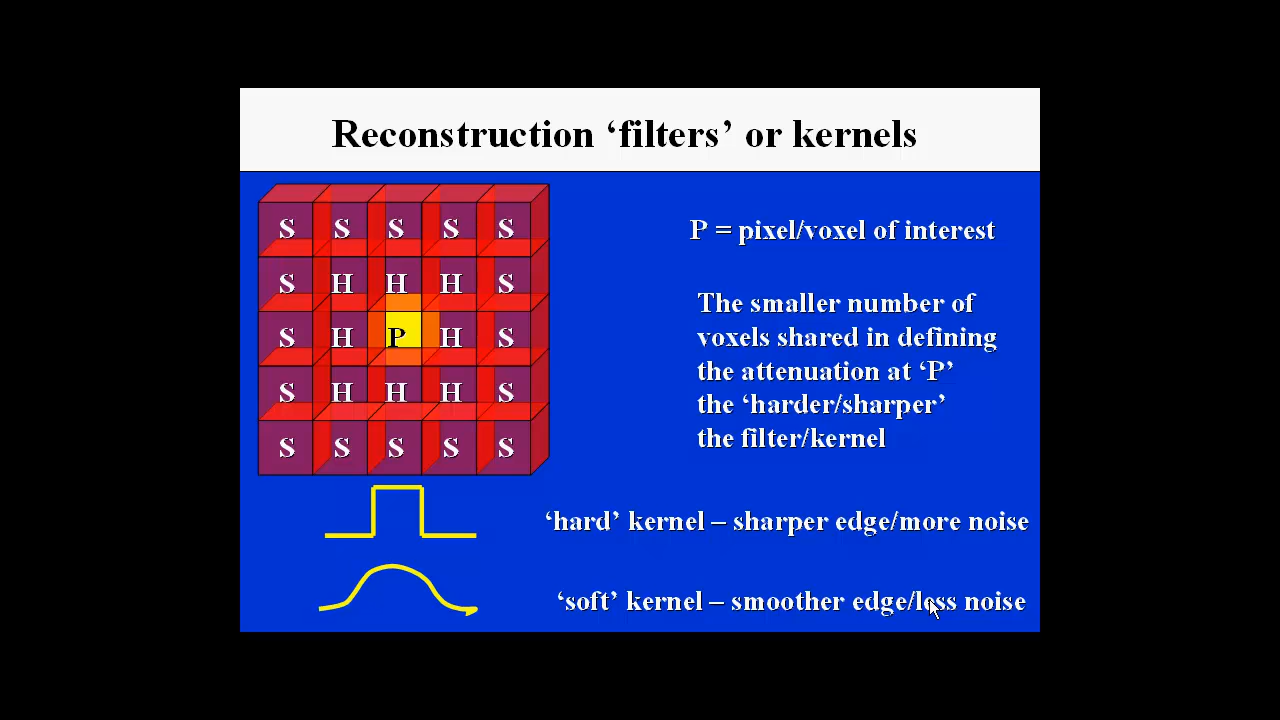 Reconstruction ‘filters’ or kernels
S S S S S
S H H H S
S H P H S
S H H H S
S S S S S
P = pixel/voxel of interest
The smaller number of
voxels shared in defining
the attenuation at ‘P’
the ‘harder/sharper’
the filter/kernel
‘hard’ kernel – sharper edge/more noise
‘soft’ kernel – smoother edge/less noise